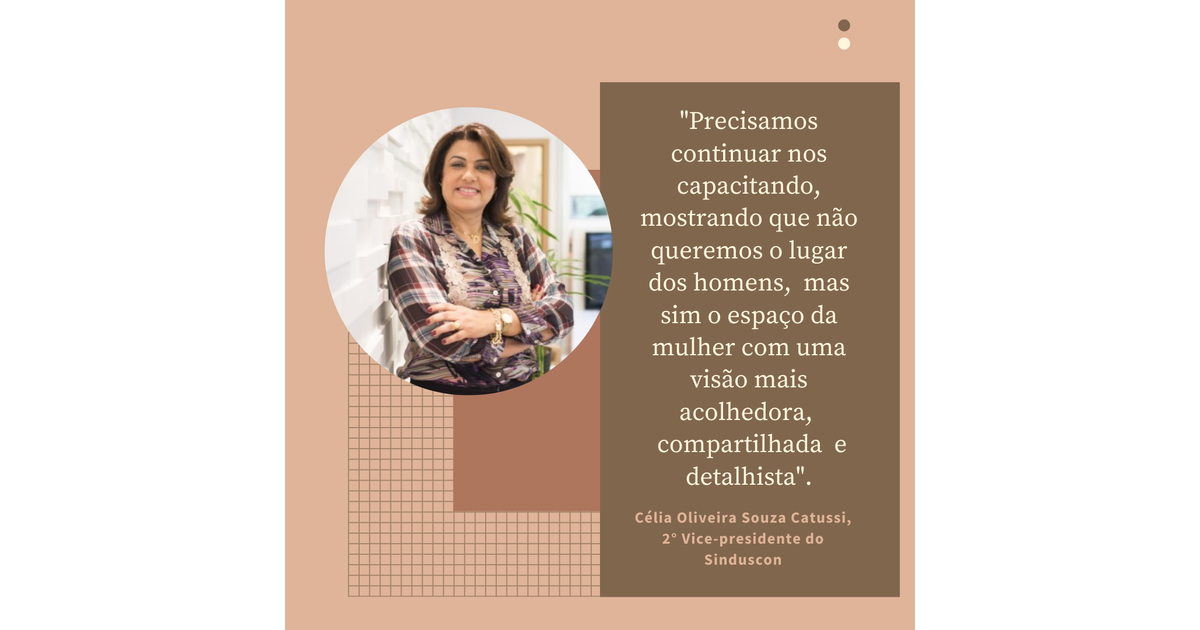 "Precisamos
continuar nos
capacitando,
mostrando que não
queremos o lugar
dos homens,  mas
sim o espaço da
mulher com uma
visão mais
acolhedora,
compartilhada  e
detalhista".
Célia Oliveira Souza Catussi,
2° Vice-presidente do
Sinduscon